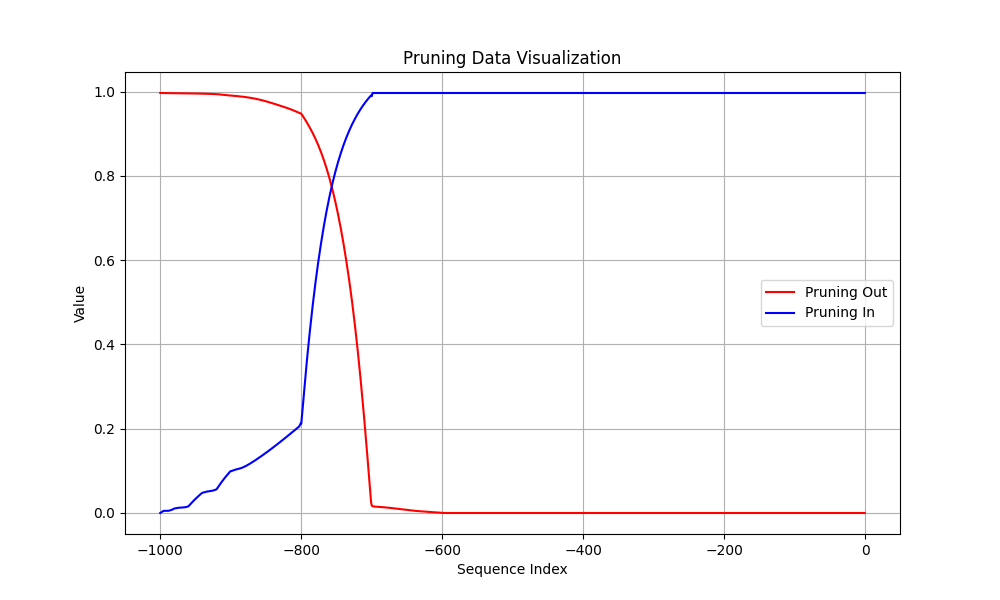 Pruning Data Visualization
1.0
0.8
0.6
0.4
0.2
0.0
Value
Pruning Out
Pruning In
−1000
−800
−600
−400
−200
0
Sequence Index